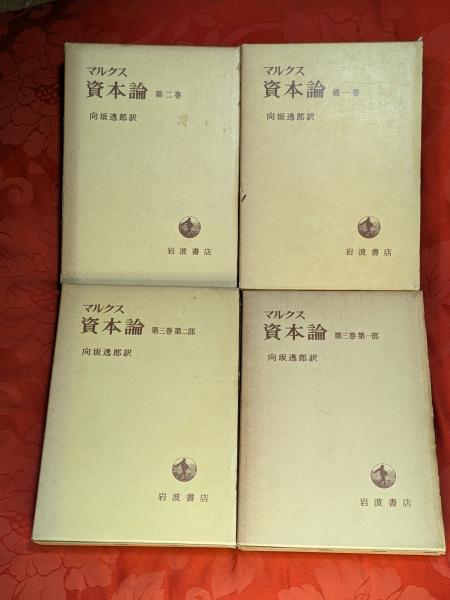 マルクス
資本論 第二巻
向坂逸郎訳
岩波書店
マルクス
資本論 第一巻
向坂逸郎訳
岩波書店
マルクス
資本論 第三巻第二部
向坂逸郎訳
岩波書店
マルクス
資本論 第三巻第一部
向坂逸郎訳
岩波書店